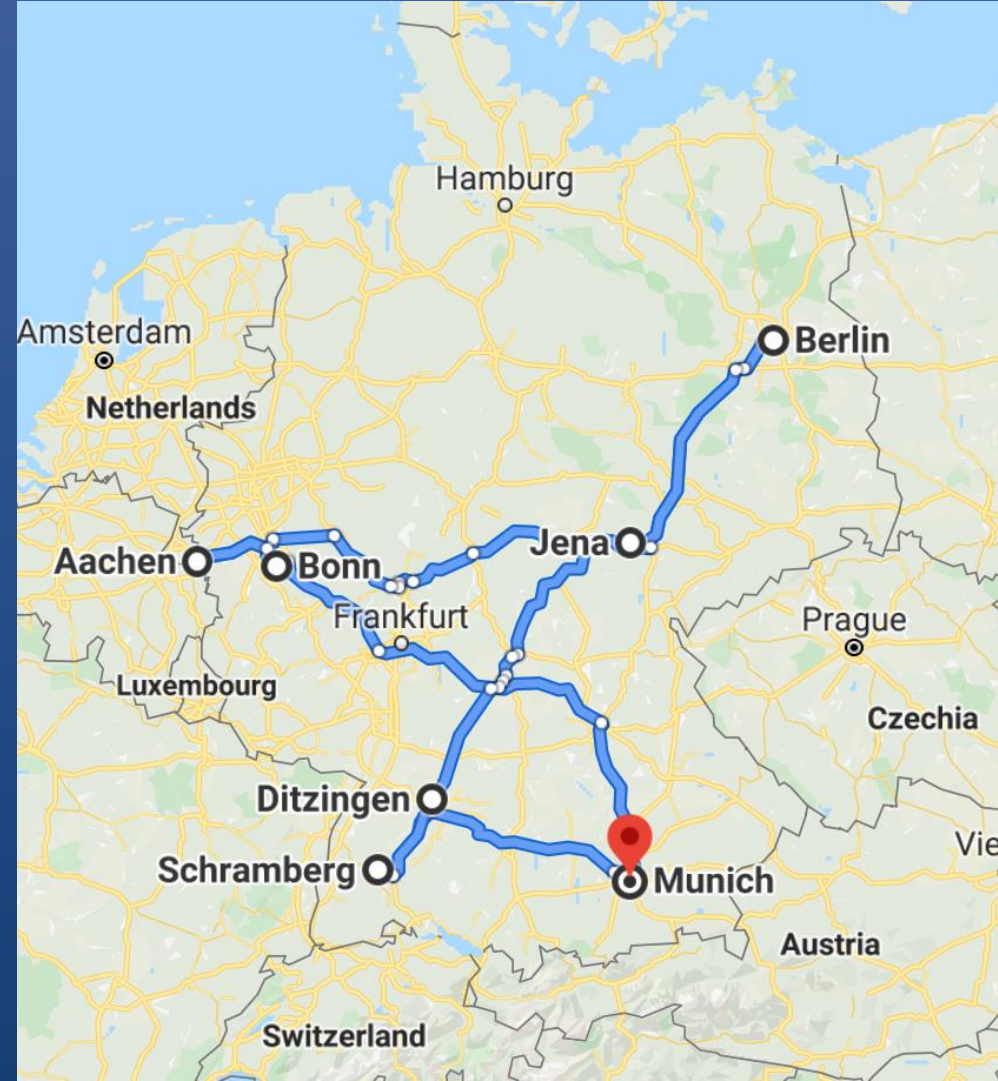 Hamburg
Amsterdam
Berlin
Netherlands
Jena
Aachen
Bonn
Frankfurt
Prague
Luxembourg
Czechia
Ditzingen
Vie
Schramberg
Munich
Austria
Switzerland